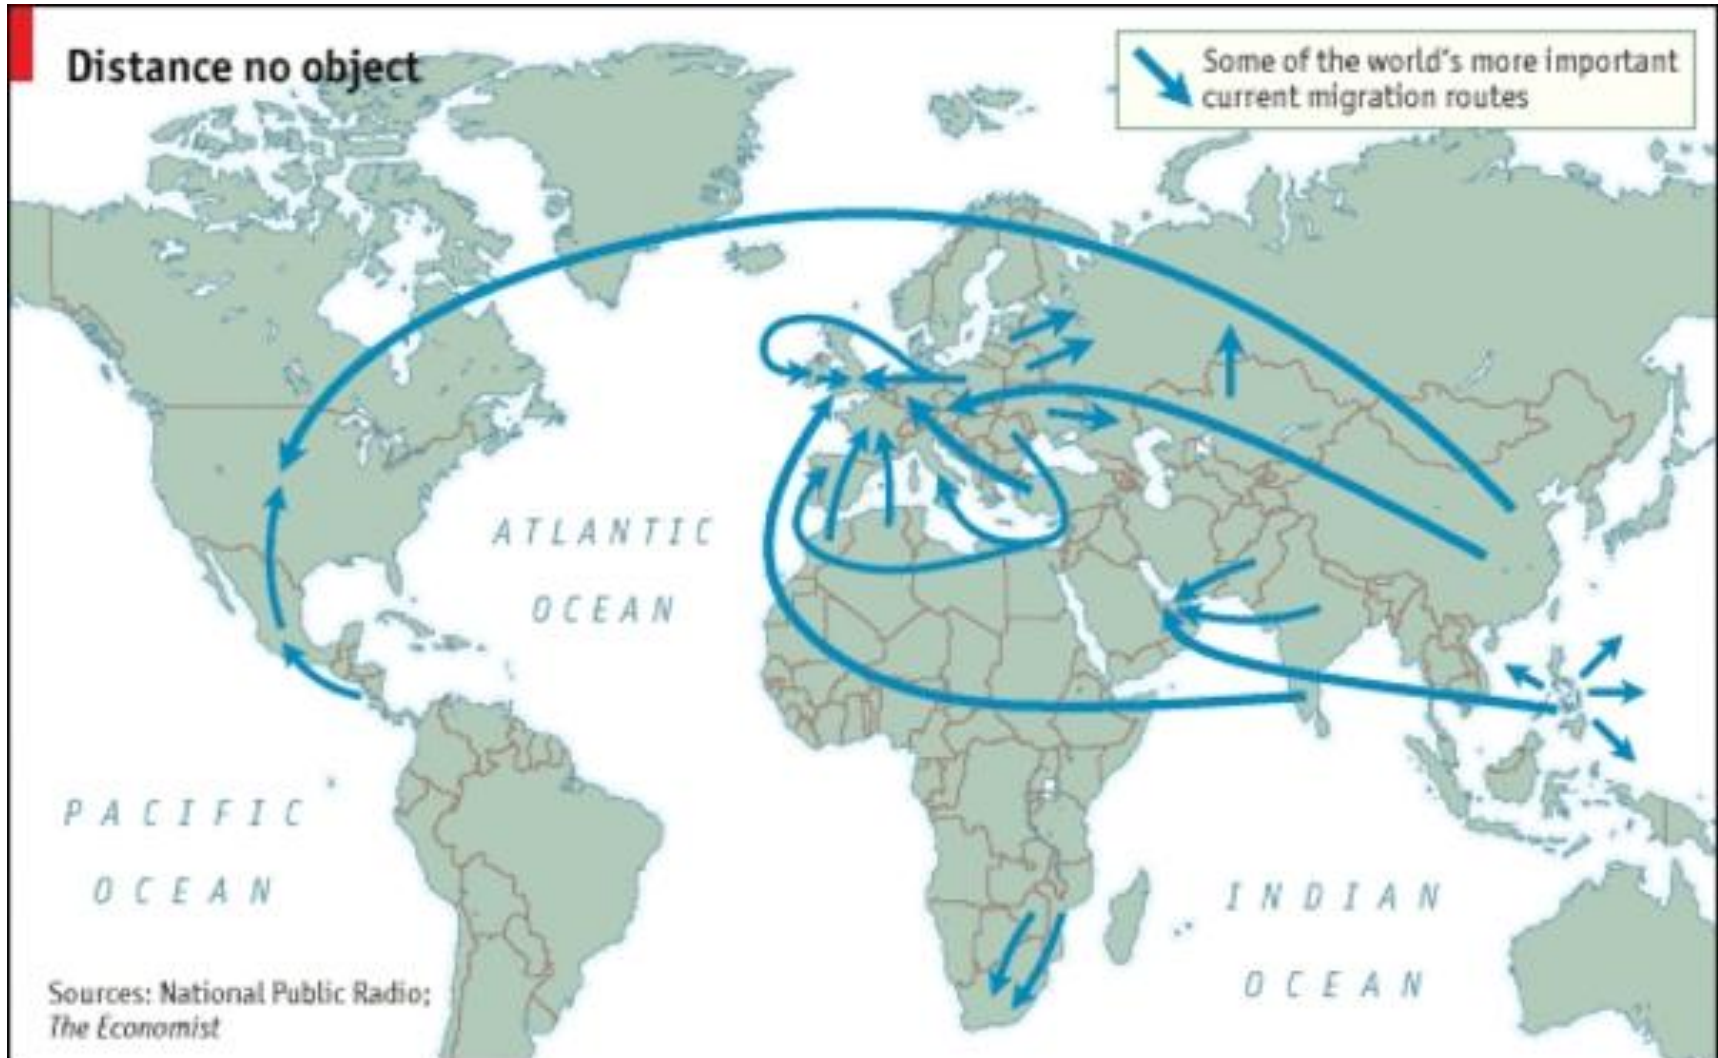 Distance no object
Some of the world's more important
current migration routes
ATLANTIC
OCEAN
PACIFIC
OCEAN
INDIAN
OCEAN
Sources: National Public Radio;
The Economist